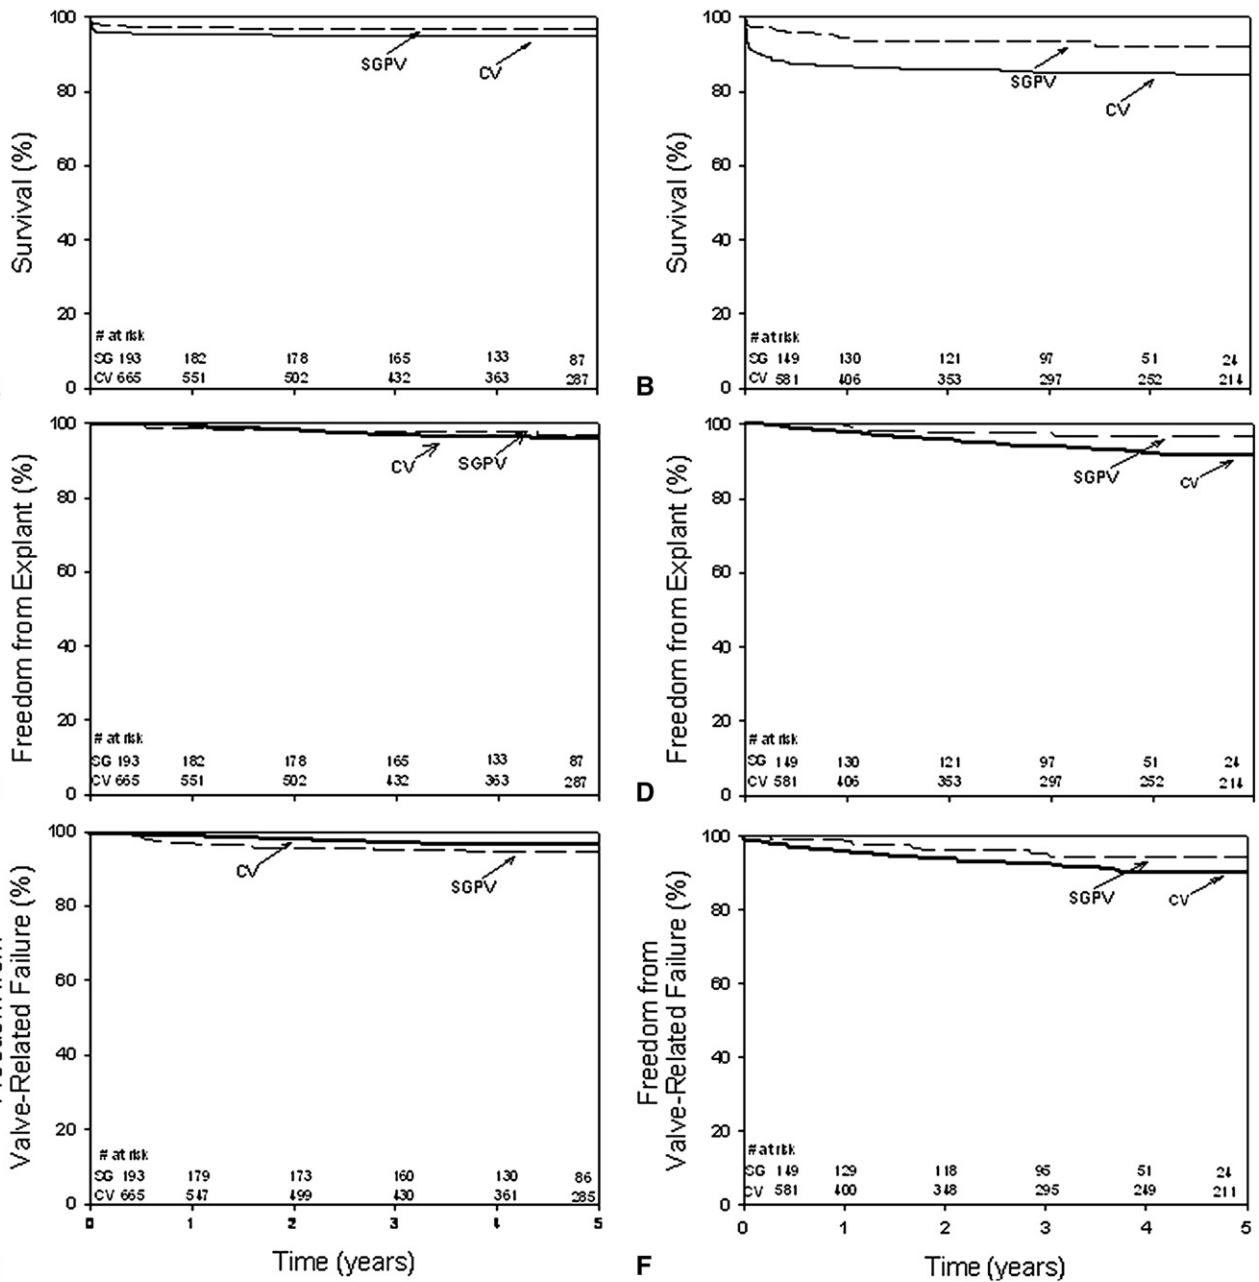 100
80
60
40
20
0
Survival (%)
SGPV
CV
# at risk
SG 193 182 178 165 133 87
CV 665 551 502 432 363 287
B
100
80
60
40
20
0
Survival (%)
SGPV
CV
# at risk
SG 149 130 121 97 51 24
CV 581 406 353 297 252 214
100
80
60
40
20
0
Freedom from Explant (%)
CV
SGPV
# at risk
SG 193 182 178 165 133 87
CV 665 551 502 432 363 287
D
100
80
60
40
20
0
Freedom from Explant (%)
SGPV
CV
# at risk
SG 149 130 121 97 51 24
CV 581 406 353 297 252 214
100
80
60
40
20
0
Valve-Related Failure (%)
CV
SGPV
# at risk
SG 193 179 173 160 130 86
CV 665 547 499 430 361 285
0 1 2 3 4 5
Time (years)
F
100
80
60
40
20
0
Freedom from
Valve-Related Failure (%)
SGPV
CV
# at risk
SG 149 129 118 95 51 24
CV 581 400 348 295 249 211
0 1 2 3 4 5
Time (years)